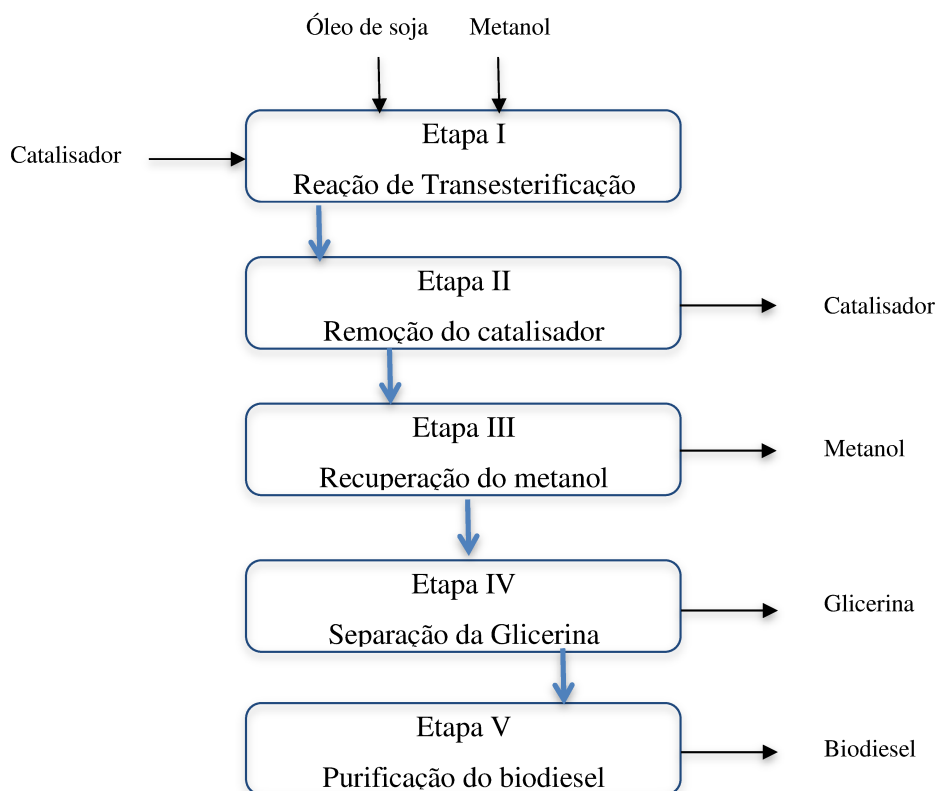 Óleo de soja Metanol
Etapa I
Catalisador
Reação de Transesterificação
Etapa II
Catalisador
Remoção do catalisador
Etapa III
Metanol
Recuperação do metanol
Etapa IV
Glicerina
Separação da Glicerina
Etapa V
Biodiesel
Purificação do biodiesel